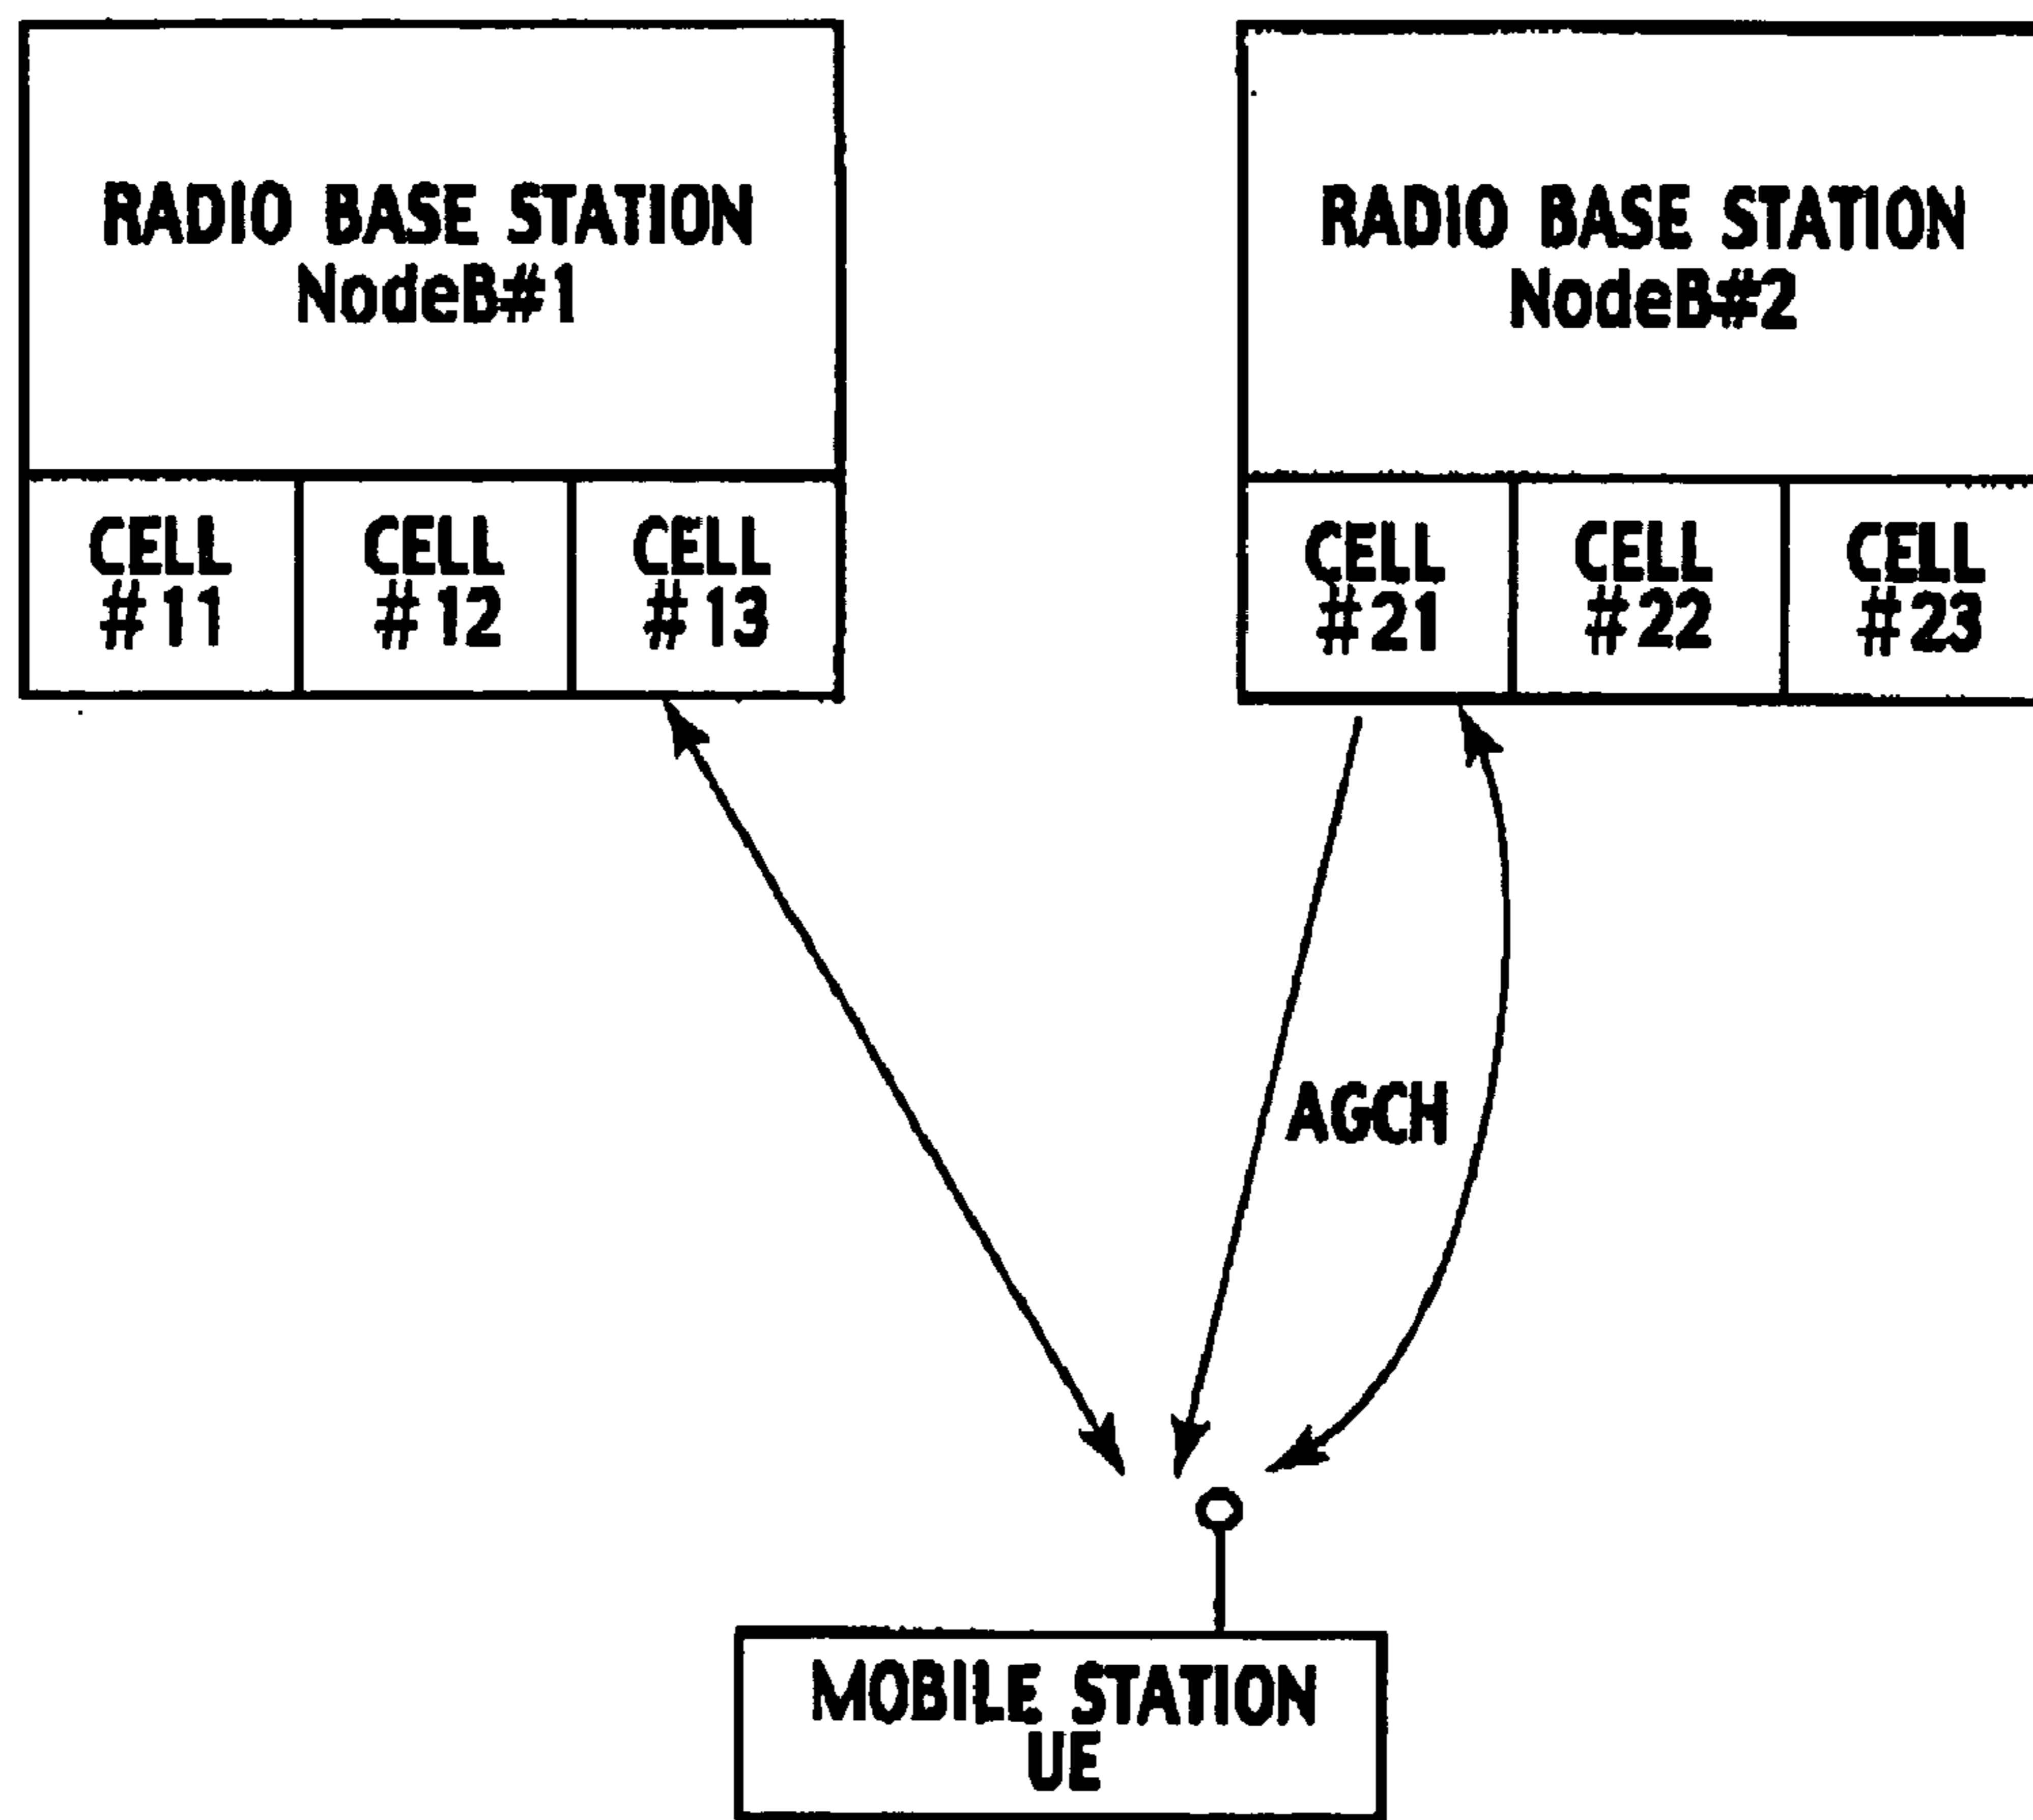 RADIO BASE STATION
NodeB#1
RADIO BASE STATION
NodeB#2
CELL
#11
CELL
#12
CELL
#13
CELL
#21
CELL
#22
CELL
#23
AGCH
MOBILE STATION
UE